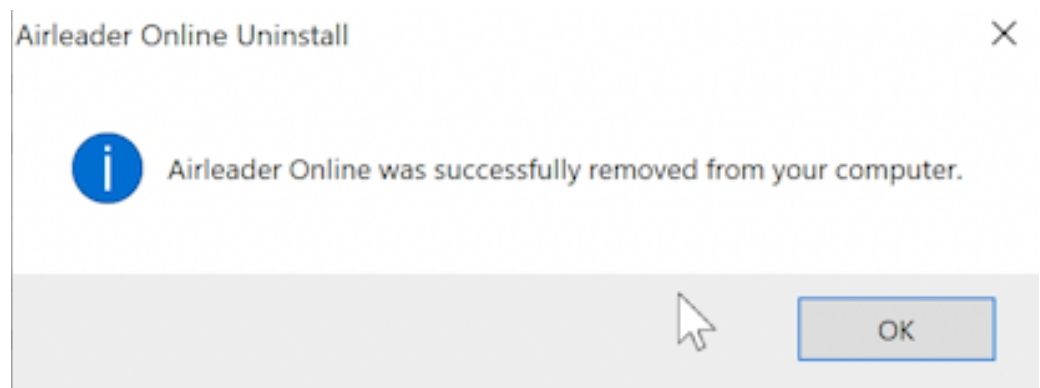 Airleader Online Uninstall
Airleader Online was successfully removed from your computer.
OK